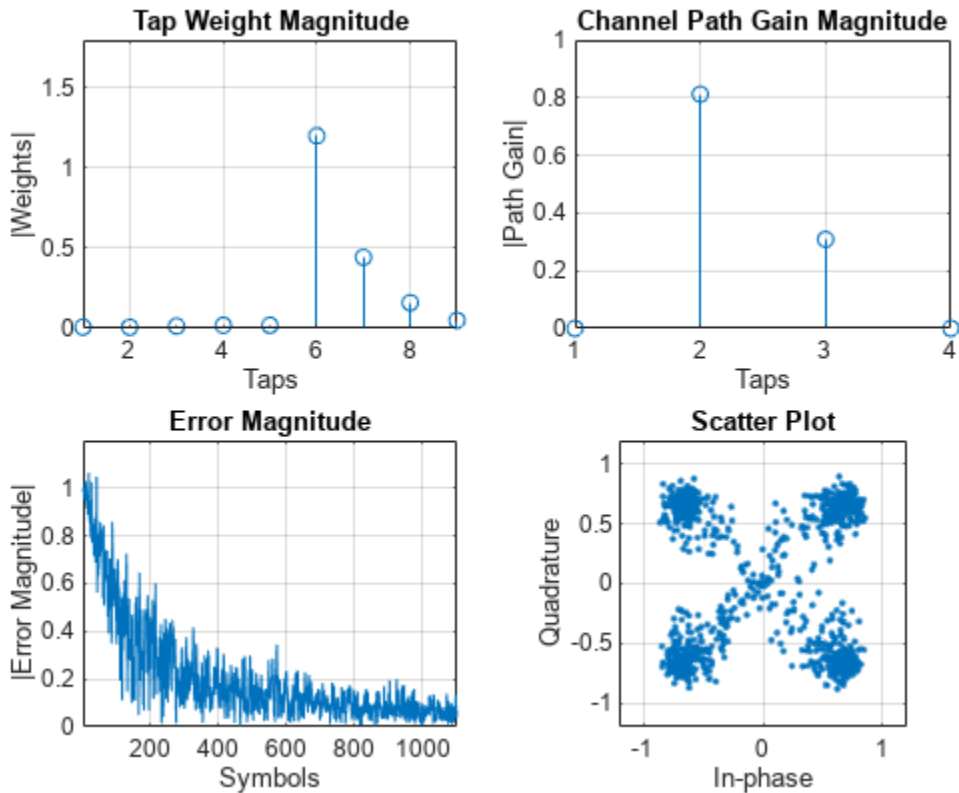 Tap Weight Magnitude
1.5
1
0.5
0
|Weights|
2 4 6 8
Taps
Channel Path Gain Magnitude
1
0.8
0.6
0.4
0.2
0
|Path Gain|
1 2 3 4
Taps
Error Magnitude
1
0.8
0.6
0.4
0.2
0
|Error Magnitude|
200 400 600 800 1000
Symbols
Scatter Plot
1
0.5
0
-0.5
-1
Quadrature
-1 0 1
In-phase